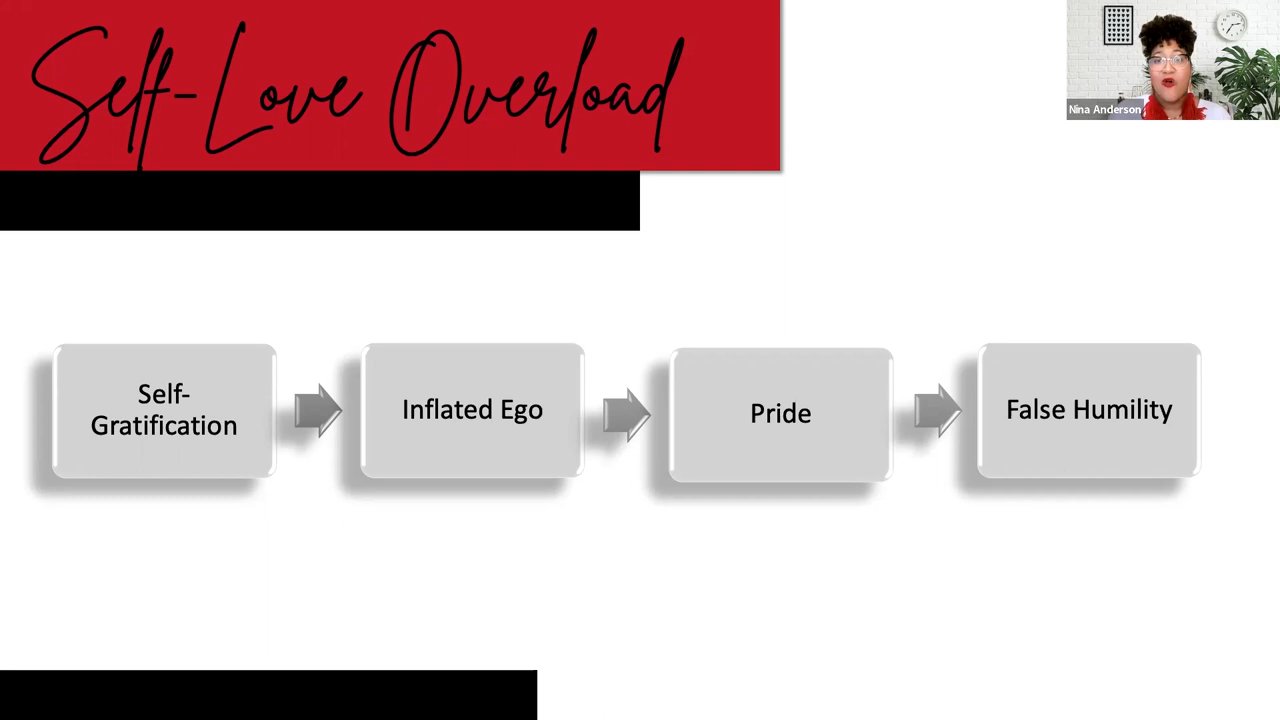 Self-Love Overload
Nina Anderson
Self-
Gratification
Inflated Ego
Pride
False Humility